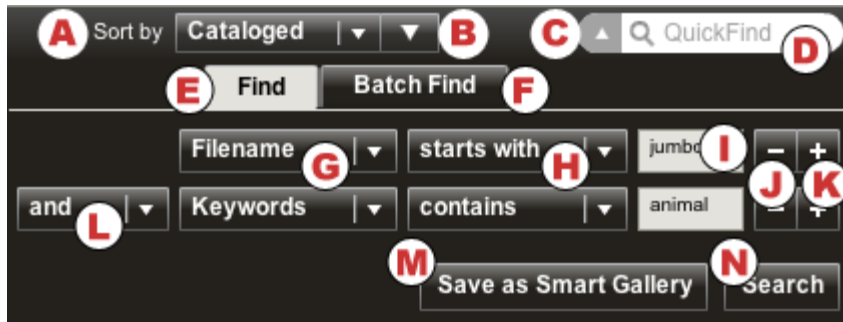 A Sort by Cataloged B C QuickFind D
E Find Batch Find F
Filename G starts with H jumbo I
L and Keywords contains animal J K
M Save as Smart Gallery N Search